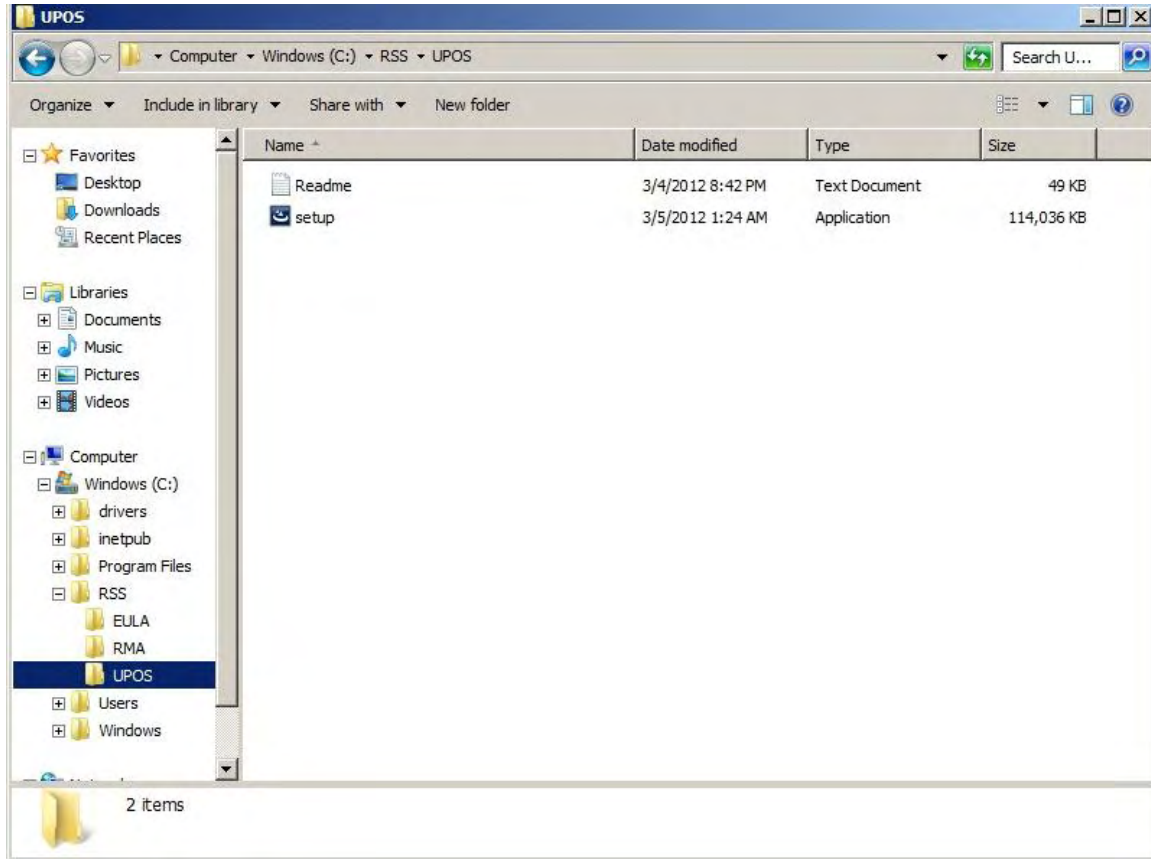 UPOS
Computer Windows (C:) RSS UPOS
Search U...
Organize Include in library Share with New folder
Name Date modified Type Size
Readme 3/4/2012 8:42 PM Text Document 49 KB
setup 3/5/2012 1:24 AM Application 114,036 KB
Favorites
Desktop
Downloads
Recent Places
Libraries
Documents
Music
Pictures
Videos
Computer
Windows (C:)
drivers
inetpub
Program Files
RSS
EULA
RMA
UPOS
Users
Windows
2 items